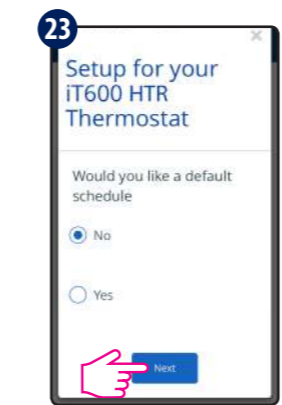 23
×
Setup for your
iT600 HTR
Thermostat
Would you like a default
schedule
No
Yes
Next